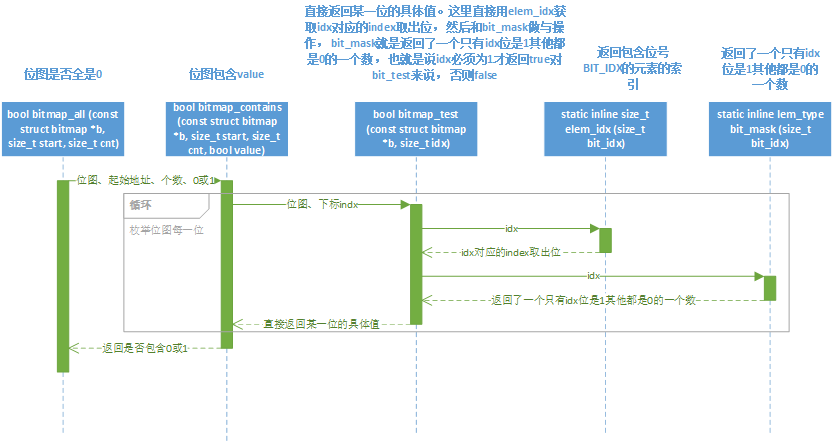 直接返回某一位的具体值。这里直接用elem_idx获
取idx对应的index取出位，然后和bit_mask做与操
作，bit_mask就是返回了一个只有idx位是1其他都
是0的一个数，也就是说idx必须为1才返回true对
bit_test来说，否则false
位图是否全是0
位图包含value
返回包含位号
BIT_IDX的元素的索
引
返回了一个只有idx
位是1其他都是0的
一个数
bool bitmap_all (const
struct bitmap *b,
size_t start, size_t cnt)
bool bitmap_contains
(const struct bitmap
*b, size_t start, size_t
cnt, bool value)
bool bitmap_test
(const struct bitmap
*b, size_t idx)
static inline size_t
elem_idx (size_t
bit_idx)
static inline lem_type
bit_mask (size_t
bit_idx)
位图、起始地址、个数、0或1
循环
枚举位图每一位
位图、下标indx
idx
idx对应的index取出位
idx
返回了一个只有idx位是1其他都是0的一个数
直接返回某一位的具体值
返回是否包含0或1